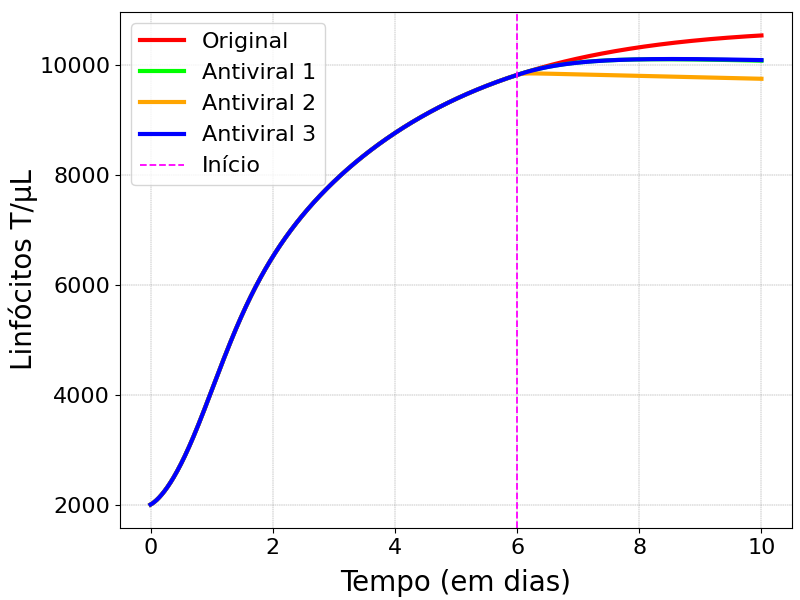 Original
Antiviral 1
Antiviral 2
Antiviral 3
Início
Linfócitos T/μL
10000
8000
6000
4000
2000
0 2 4 6 8 10
Tempo (em dias)